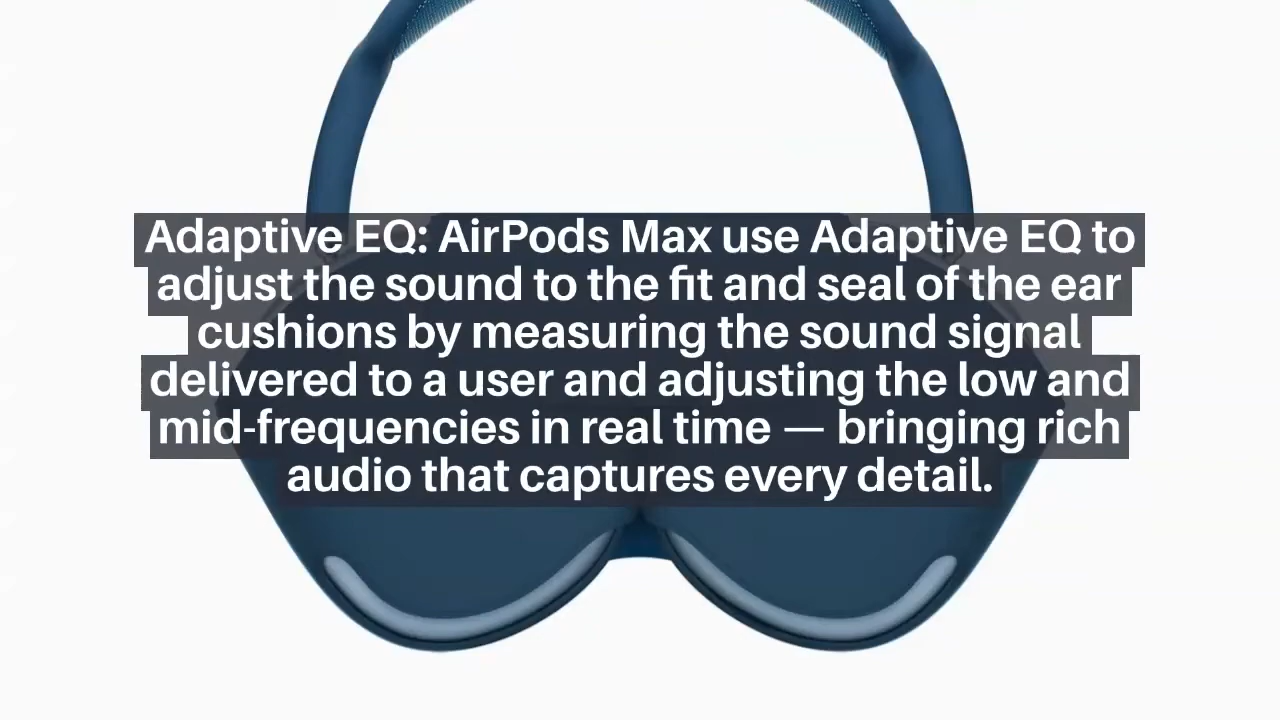 Adaptive EQ: AirPods Max use Adaptive EQ to
adjust the sound to the fit and seal of the ear
cushions by measuring the sound signal
delivered to a user and adjusting the low and
mid-frequencies in real time — bringing rich
audio that captures every detail.